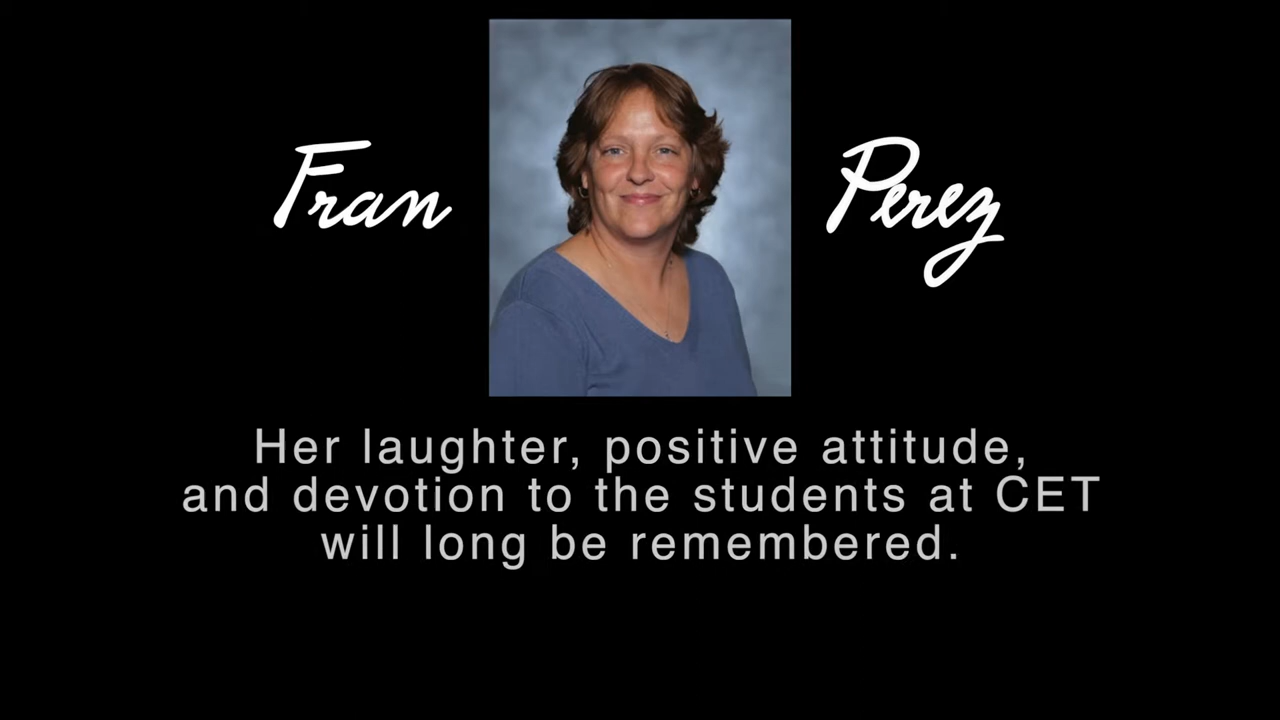 Fran Perez
Her laughter, positive attitude,
and devotion to the students at CET
will long be remembered.